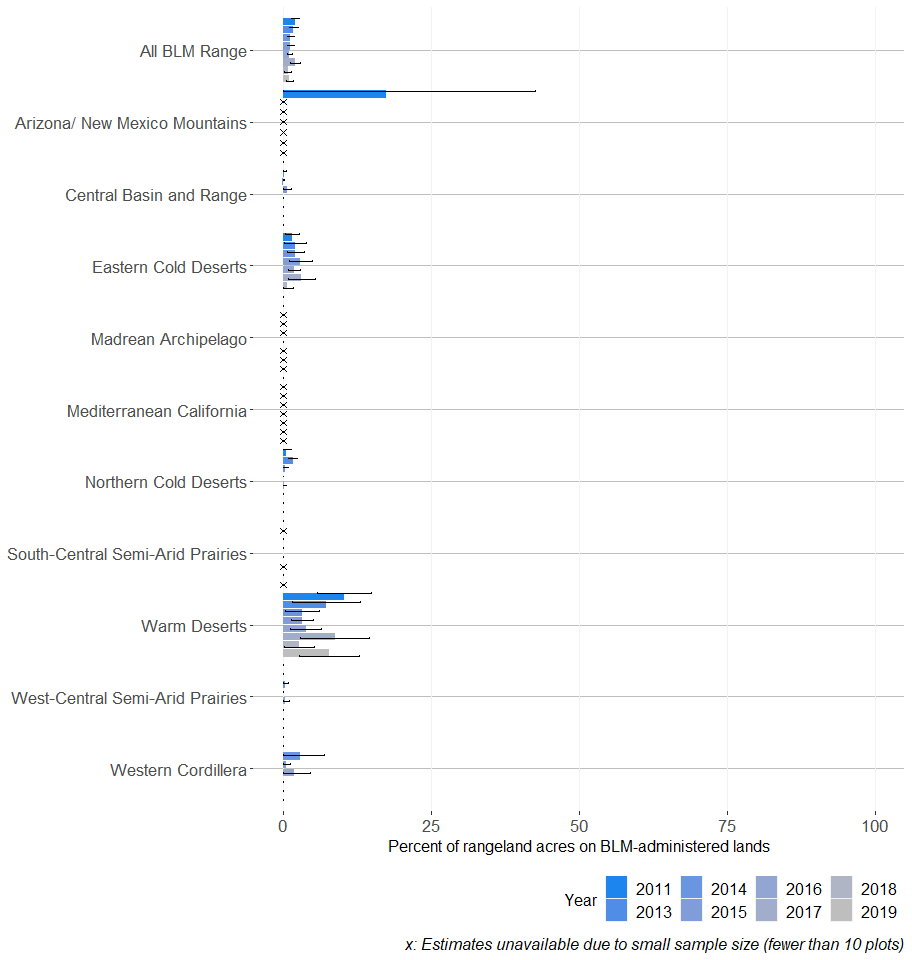 All BLM Range
Arizona/ New Mexico Mountains
Central Basin and Range
Eastern Cold Deserts
Madrean Archipelago
Mediterranean California
Northern Cold Deserts
South-Central Semi-Arid Prairies
Warm Deserts
West-Central Semi-Arid Prairies
Western Cordillera
0 25 50 75 100
Percent of rangeland acres on BLM-administered lands
Year
2011 2014 2016 2018
2013 2015 2017 2019
x: Estimates unavailable due to small sample size (fewer than 10 plots)